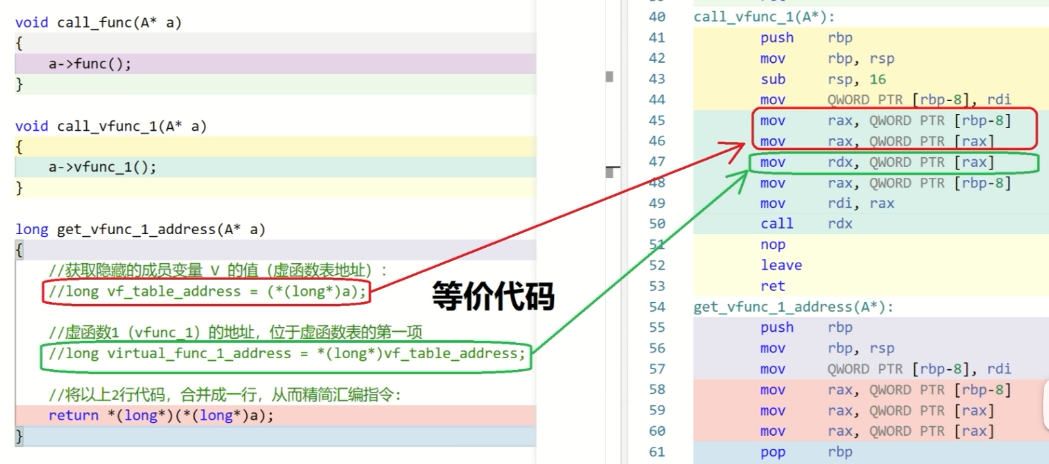 void call_func(A* a)
{
    a->func();
}
void call_vfunc_1(A* a)
{
    a->vfunc_1();
}
long get_vfunc_1_address(A* a)
{
    //获取隐藏的成员变量 V 的值（虚函数表地址）:
    //long vf_table_address = (*(long*)a);
    //虚函数1（vfunc_1）的地址，位于虚函数表的第一项
    //long virtual_func_1_address = *(long*)vf_table_address;
    //将以上2行代码，合并成一行，从而精简汇编指令:
    return *(long*)(*(long*)a);
}
等价代码
40 call_vfunc_1(A*):
41 push rbp
42 mov rbp, rsp
43 sub rsp, 16
44 mov QWORD PTR [rbp-8], rdi
45 mov rax, QWORD PTR [rbp-8]
46 mov rax, QWORD PTR [rax]
47 mov rdx, QWORD PTR [rax]
48 mov rax, QWORD PTR [rbp-8]
49 mov rdi, rax
50 call rdx
51 nop
52 leave
53 ret
54 get_vfunc_1_address(A*):
55 push rbp
56 mov rbp, rsp
57 mov QWORD PTR [rbp-8], rdi
58 mov rax, QWORD PTR [rbp-8]
59 mov rax, QWORD PTR [rax]
60 mov rax, QWORD PTR [rax]
61 pop rbp